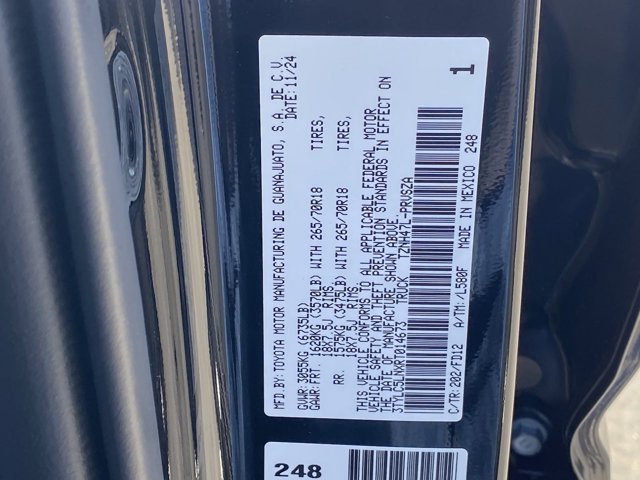 MFD.BY:TOYOTA MOTOR MANUFACTURING DE GUANAJUATO, S.A. DE C.V.
DATE: 11/24
GVWR:3055KG (6735LB)
GAWR:FRT. 1620KG (3570LB) WITH 265/70R18 TIRES,
18X7.5J RIMS,
RR. 1575KG (3475LB) WITH 265/70R18 TIRES,
18X7.5J RIMS,
THIS VEHICLE CONFORMS TO ALL APPLICABLE FEDERAL MOTOR
VEHICLE SAFETY AND THEFT PREVENTION STANDARDS IN EFFECT ON
THE DATE OF MANUFACTURE SHOWN ABOVE.
3TYLC5LNXRT014673 TRUCK TZNH47L-PRVSZA
C/TR:202/FD12 A/TM:/L580F MADE IN MEXICO 248
1
248